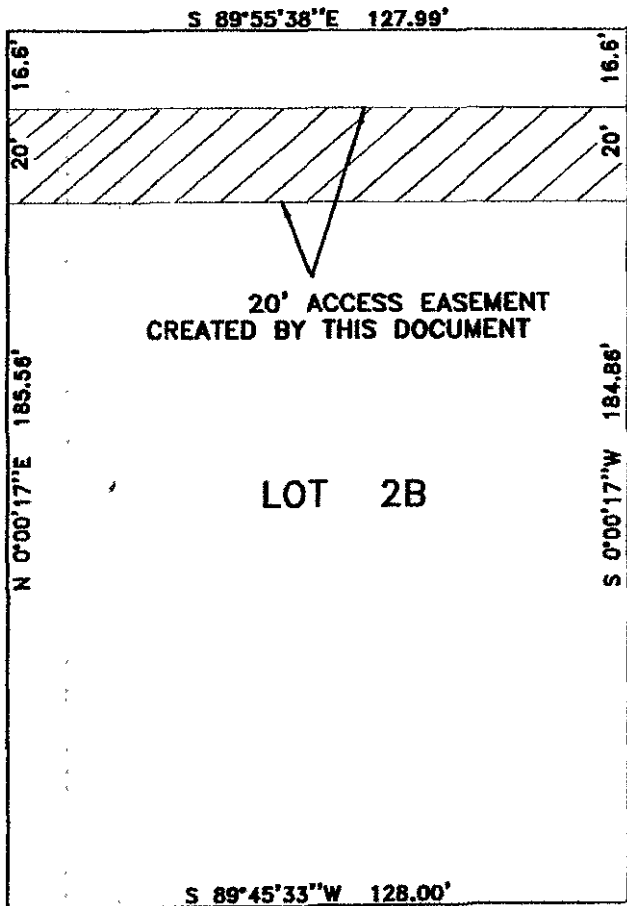 S 89°55'38"E 127.99'
16.6'
16.6'
20'
20'
20' ACCESS EASEMENT
CREATED BY THIS DOCUMENT
N 0°00'17"E 185.56'
S 0°00'17"W 184.86'
LOT 2B
S 89°45'33"W 128.00'